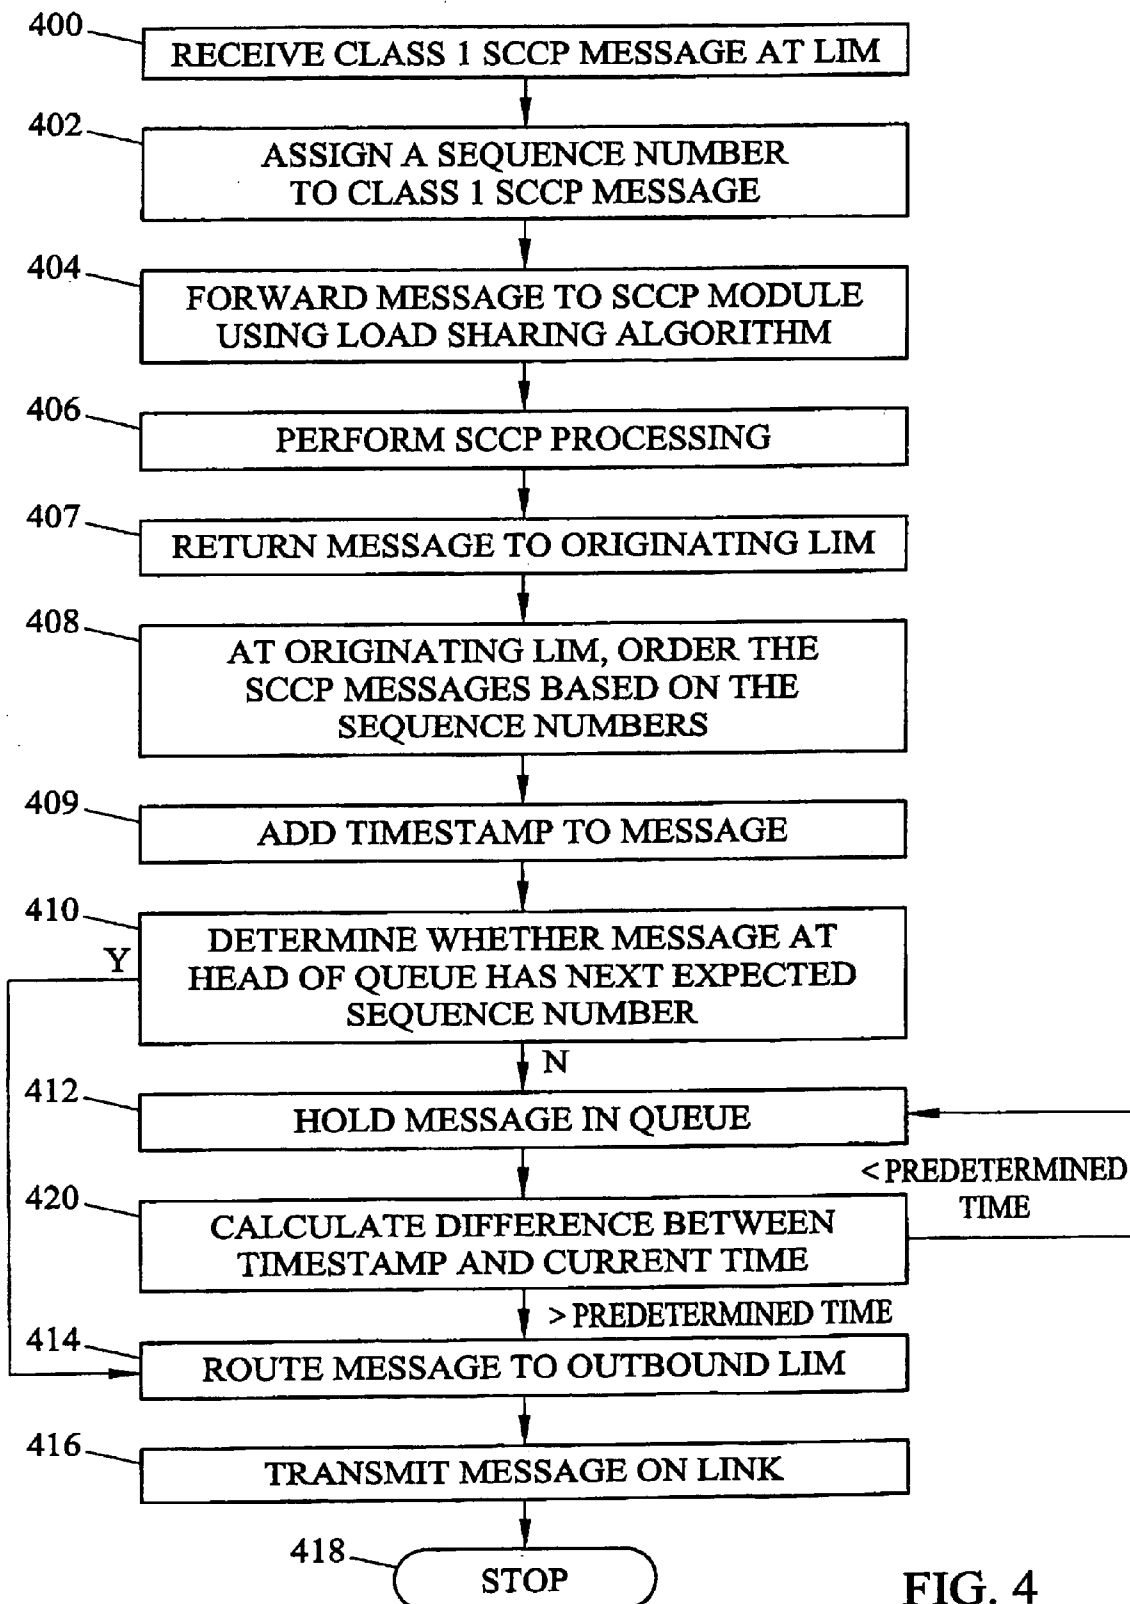 400
RECEIVE CLASS 1 SCCP MESSAGE AT LIM
402
ASSIGN A SEQUENCE NUMBER
TO CLASS 1 SCCP MESSAGE
404
FORWARD MESSAGE TO SCCP MODULE
USING LOAD SHARING ALGORITHM
406
PERFORM SCCP PROCESSING
407
RETURN MESSAGE TO ORIGINATING LIM
408
AT ORIGINATING LIM, ORDER THE
SCCP MESSAGES BASED ON THE
SEQUENCE NUMBERS
409
ADD TIMESTAMP TO MESSAGE
410
Y
DETERMINE WHETHER MESSAGE AT
HEAD OF QUEUE HAS NEXT EXPECTED
SEQUENCE NUMBER
N
412
HOLD MESSAGE IN QUEUE
< PREDETERMINED
TIME
420
CALCULATE DIFFERENCE BETWEEN
TIMESTAMP AND CURRENT TIME
> PREDETERMINED TIME
414
ROUTE MESSAGE TO OUTBOUND LIM
416
TRANSMIT MESSAGE ON LINK
418
STOP
FIG. 4